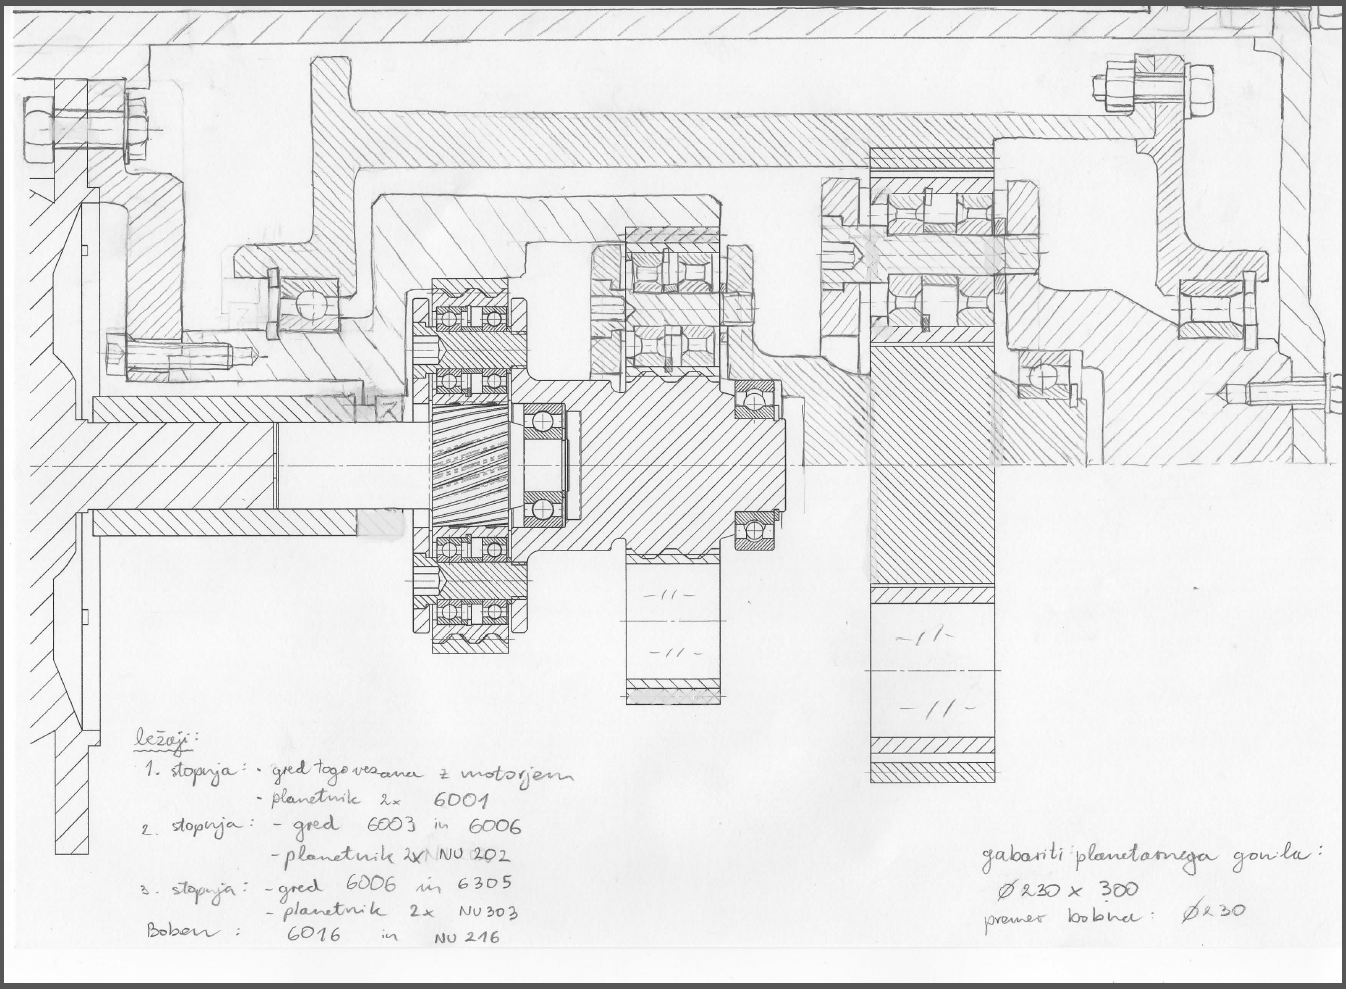 ležaji:
1. stopnja: - gred togo vezana z motorjem
- planetnik 2x 6001
2. stopnja: - gred 6003 in 6006
- planetnik 2x NU 202
3. stopnja: - gred 6006 in 6305
- planetnik 2x NU303
Boben : 6016 in NU 216
gabariti planetarnega gonila:
Ø230 x 300
premer bobna: Ø230